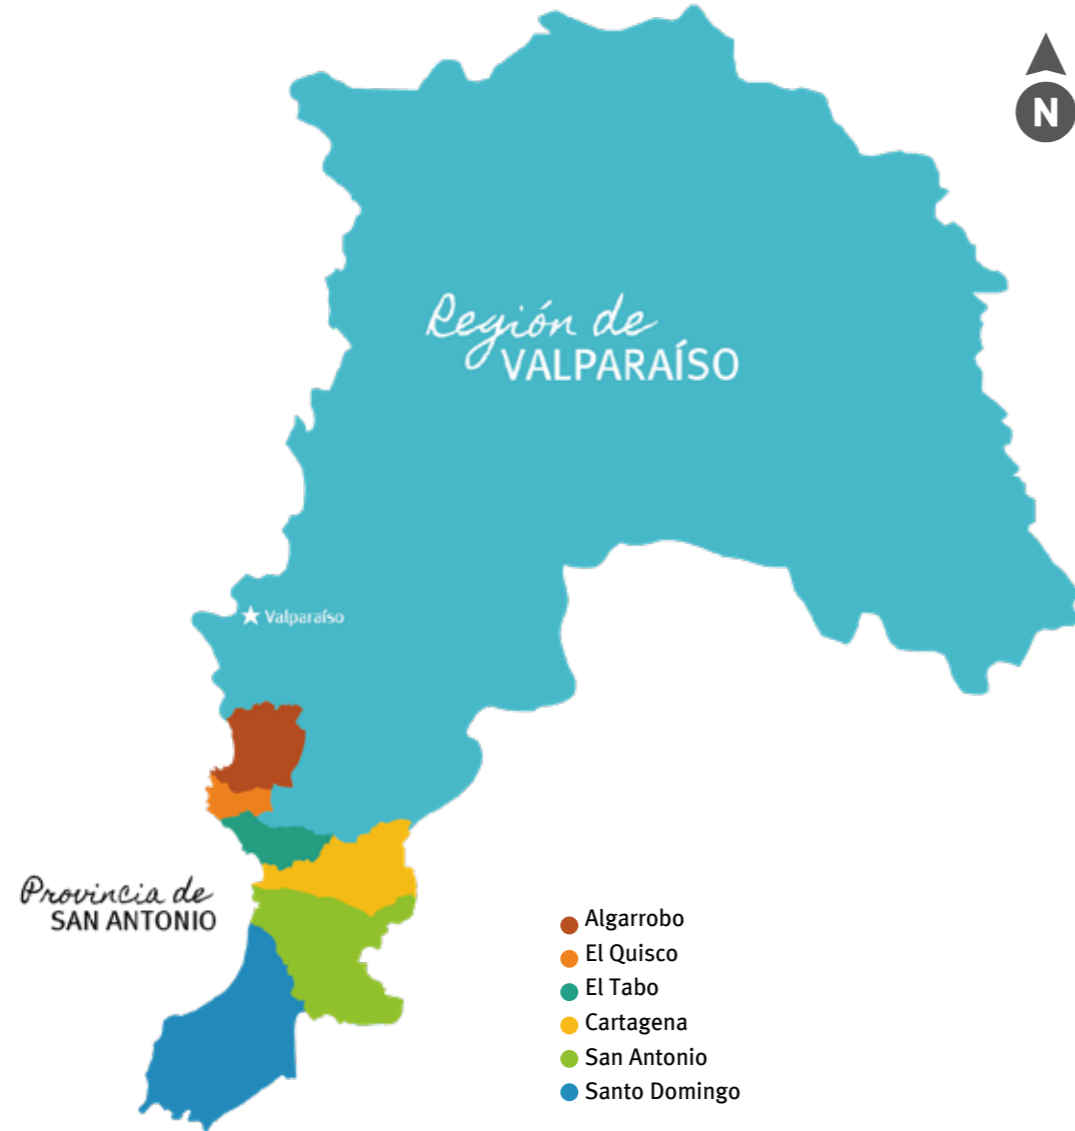 N
Región de
VALPARAÍSO
Valparaíso
Provincia de
SAN ANTONIO
Algarrobo
El Quisco
El Tabo
Cartagena
San Antonio
Santo Domingo